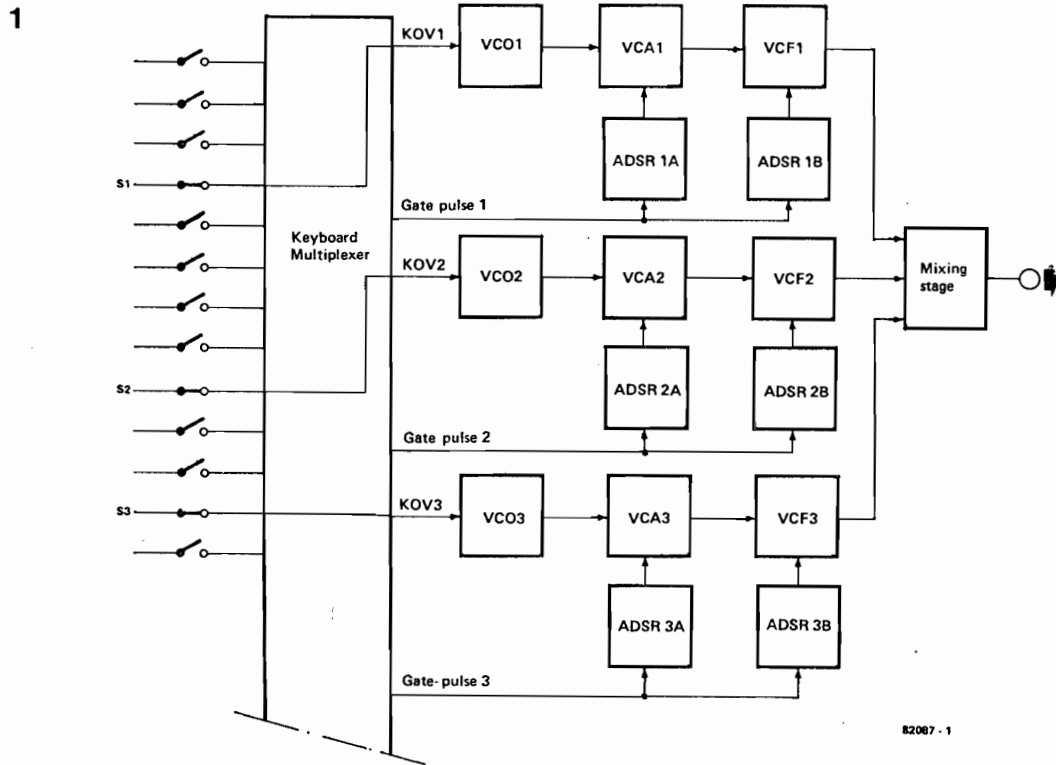 1
KOV1
VCO1
VCA1
VCF1
ADSR 1A
ADSR 1B
S1
Gate pulse 1
Keyboard
Multiplexer
KOV2
VCO2
VCA2
VCF2
Mixing
stage
ADSR 2A
ADSR 2B
S2
Gate pulse 2
S3
KOV3
VCO3
VCA3
VCF3
ADSR 3A
ADSR 3B
Gate-pulse 3
82087 - 1